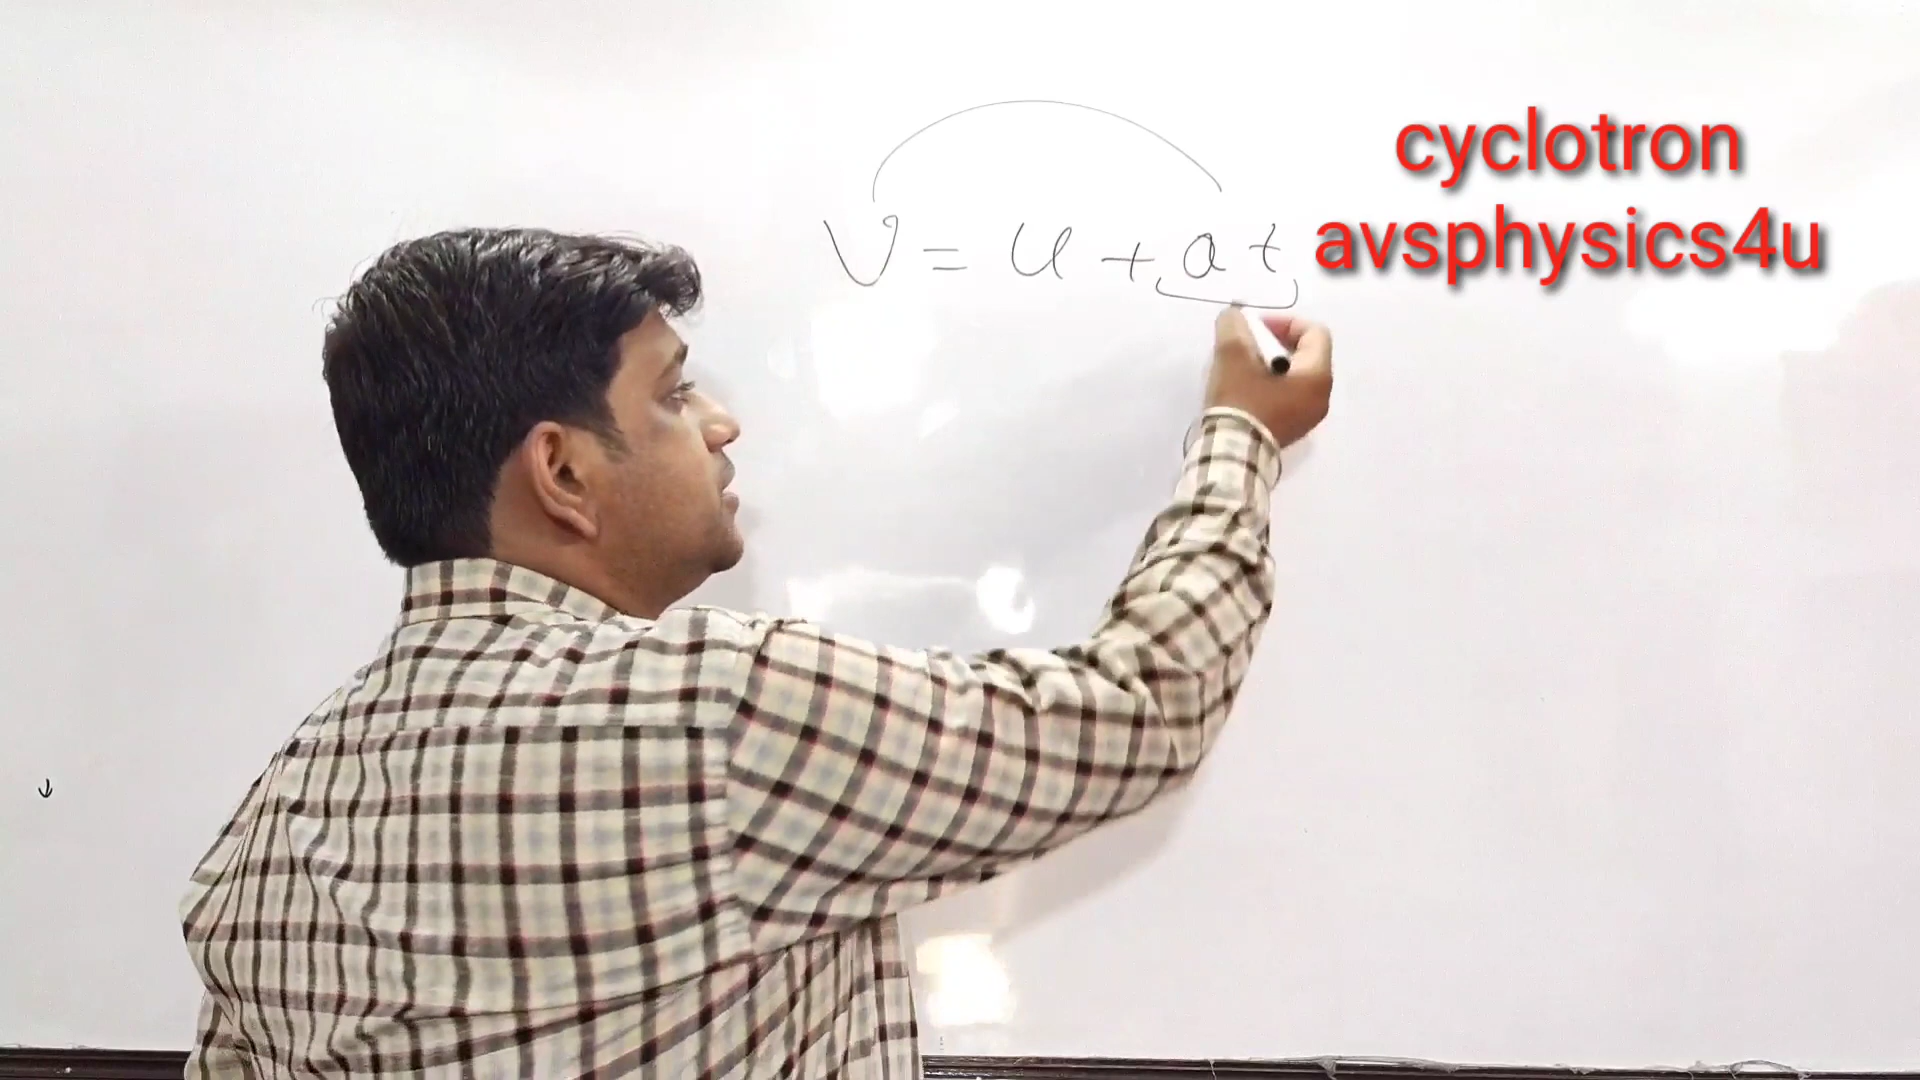 cyclotron
V = u + at
avsphysics4u